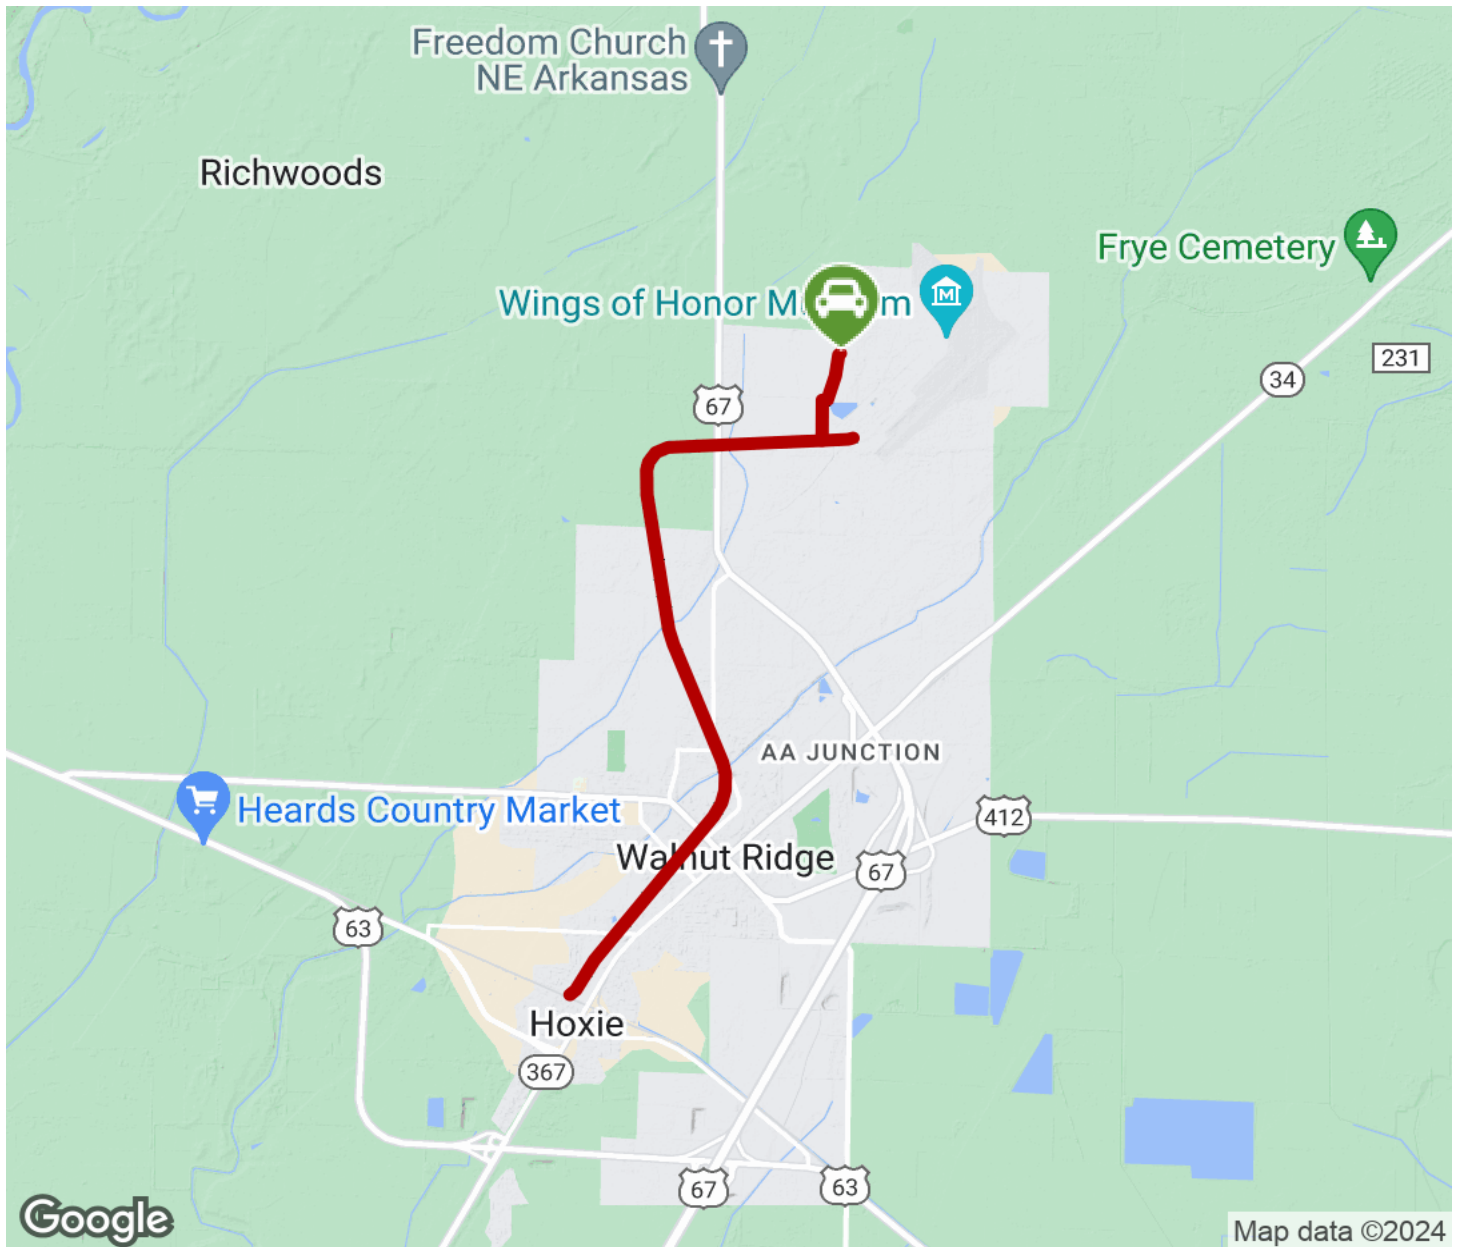 Freedom Church
NE Arkansas
Richwoods
Frye Cemetery
Wings of Honor M m
231
34
67
AA JUNCTION
Heards Country Market
412
Walnut Ridge
67
63
Hoxie
367
67
63
Google
Map data ©2024